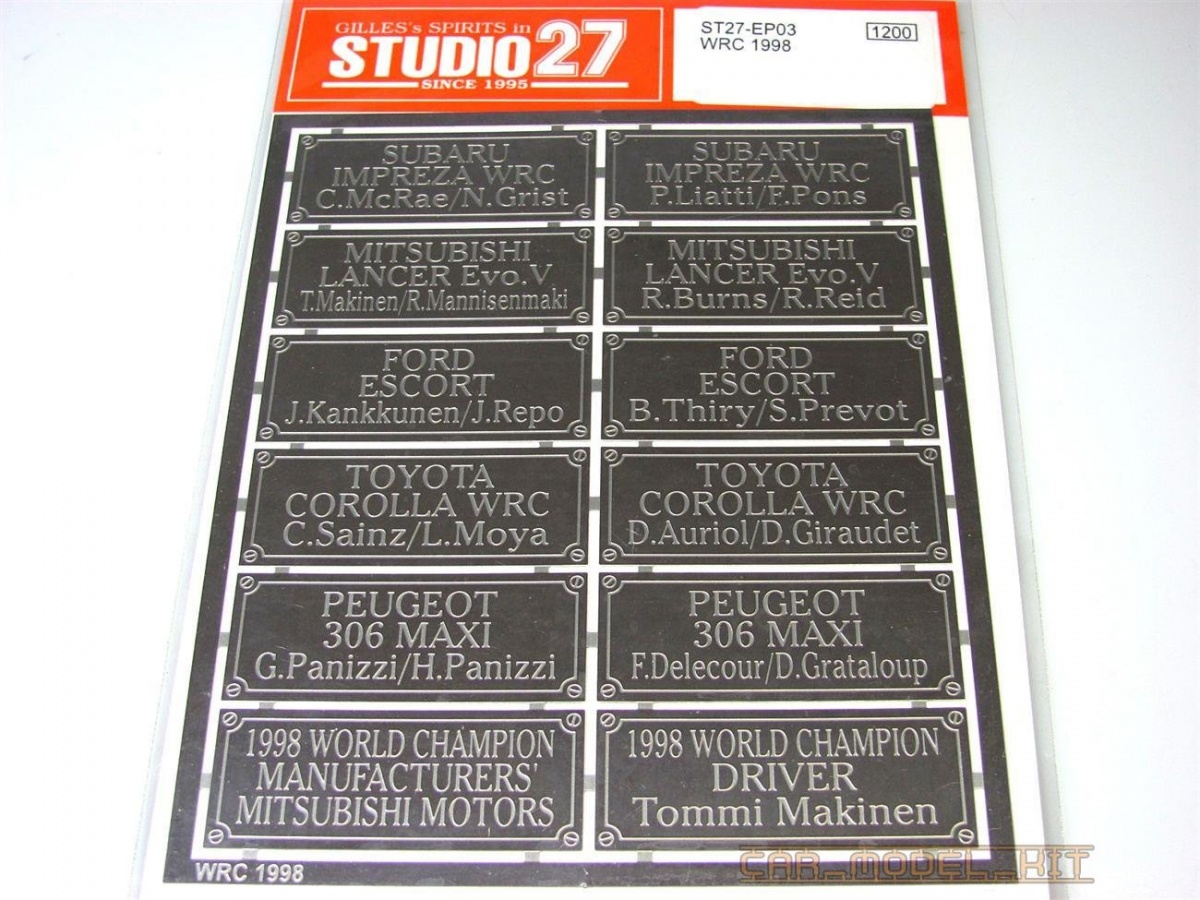 GILLES's SPIRITS in
STUDIO27
SINCE 1995
ST27-EP03
WRC 1998
1200
SUBARU
IMPREZA WRC
C.McRae/N.Grist
SUBARU
IMPREZA WRC
P.Liatti/F.Pons
MITSUBISHI
LANCER Evo.V
T.Makinen/R.Mannisenmaki
MITSUBISHI
LANCER Evo.V
R.Burns/R.Reid
FORD
ESCORT
J.Kankkunen/J.Repo
FORD
ESCORT
B.Thiry/S.Prevot
TOYOTA
COROLLA WRC
C.Sainz/L.Moya
TOYOTA
COROLLA WRC
D.Auriol/D.Giraudet
PEUGEOT
306 MAXI
G.Panizzi/H.Panizzi
PEUGEOT
306 MAXI
F.Delecour/D.Grataloup
1998 WORLD CHAMPION
MANUFACTURERS'
MITSUBISHI MOTORS
1998 WORLD CHAMPION
DRIVER
Tommi Makinen
WRC 1998
CAR MODEL KIT